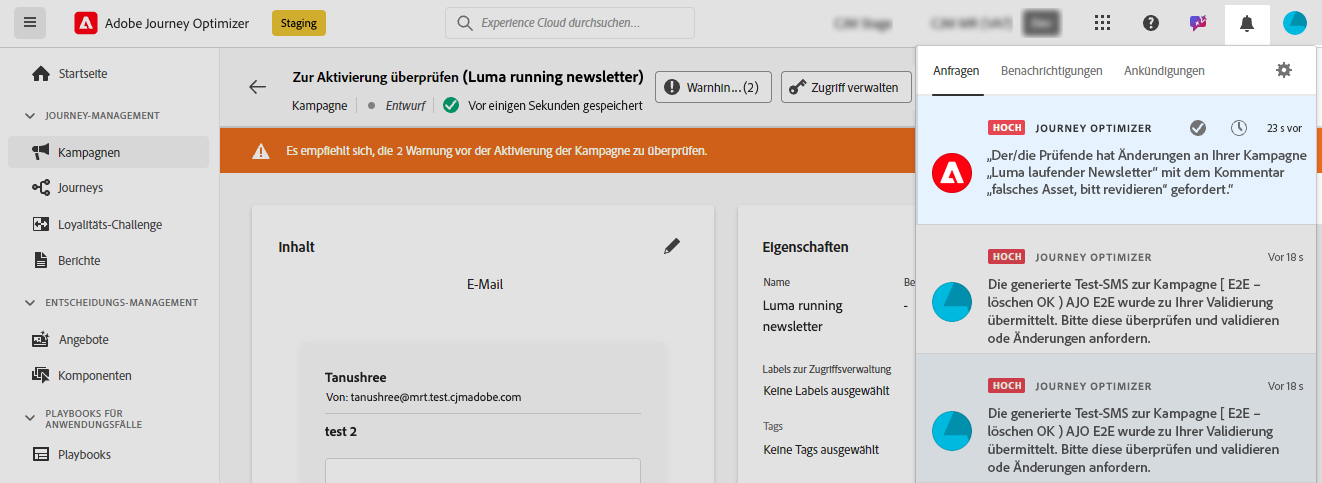 Adobe Journey Optimizer
Staging
Experience Cloud durchsuchen...
Startseite
JOURNEY-MANAGEMENT
Kampagnen
Journeys
Loyalitäts-Challenge
Berichte
ENTSCHEIDUNGS-MANAGEMENT
Angebote
Komponenten
PLAYBOOKS FÜR
ANWENDUNGSFÄLLE
Playbooks
Zur Aktivierung überprüfen (Luma running newsletter)
Kampagne
Entwurf
Vor einigen Sekunden gespeichert
Warnhin... (2)
Zugriff verwalten
Es empfiehlt sich, die 2 Warnung vor der Aktivierung der Kampagne zu überprüfen.
Inhalt
E-Mail
Tanushree
Von: tanushree@mrt.test.cjmadobe.com
test 2
Eigenschaften
Name
Be
Luma running
newsletter
-
Labels zur Zugriffsverwaltung
Keine Labels ausgewählt
Tags
Keine Tags ausgewählt
Anfragen
Benachrichtigungen
Ankündigungen
HOCH JOURNEY OPTIMIZER 23 s vor
„Der/die Prüfende hat Änderungen an Ihrer Kampagne
„Luma laufender Newsletter“ mit dem Kommentar
„falsches Asset, bitt revidieren“ gefordert.“
HOCH JOURNEY OPTIMIZER Vor 18 s
Die generierte Test-SMS zur Kampagne [ E2E –
löschen OK ) AJO E2E wurde zu Ihrer Validierung
übermittelt. Bitte diese überprüfen und validieren
ode Änderungen anfordern.
HOCH JOURNEY OPTIMIZER Vor 18 s
Die generierte Test-SMS zur Kampagne [ E2E –
löschen OK ) AJO E2E wurde zu Ihrer Validierung
übermittelt. Bitte diese überprüfen und validieren
ode Änderungen anfordern.